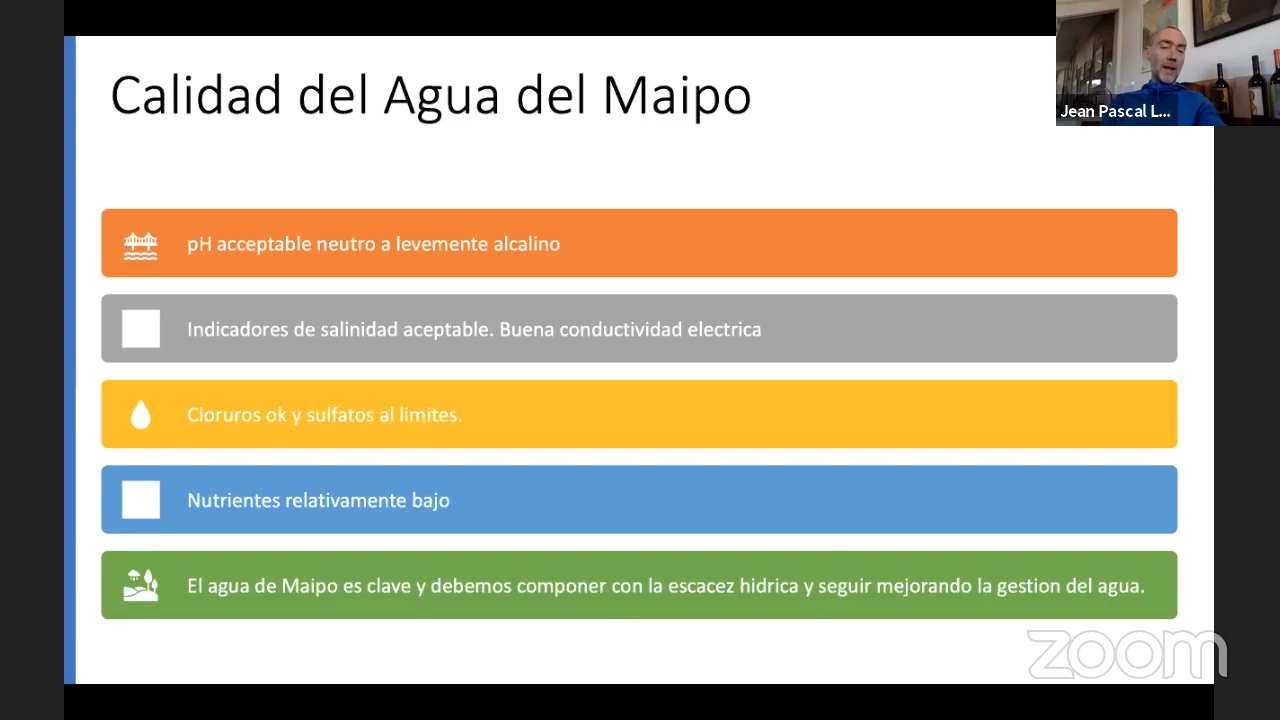 Calidad del Agua del Maipo
Jean Pascal L...
pH acceptable neutro a levemente alcalino
Indicadores de salinidad aceptable. Buena conductividad electrica
Cloruros ok y sulfatos al limites.
Nutrientes relativamente bajo
El agua de Maipo es clave y debemos componer con la escacez hidrica y seguir mejorando la gestion del agua.
zoom